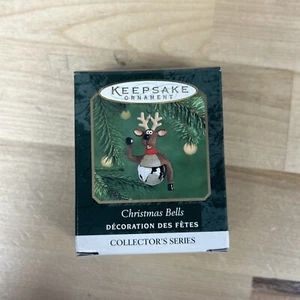 KEEPSAKE
ORNAMENT
Christmas Bells
DÉCORATION DES FÊTES
COLLECTOR'S SERIES